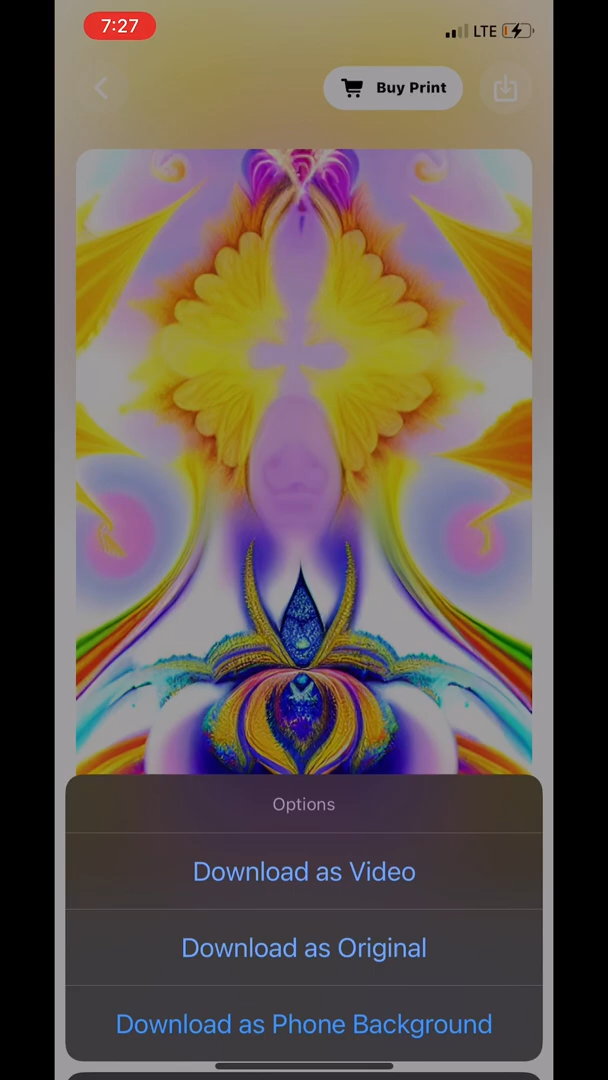 7:27
LTE
Buy Print
Options
Download as Video
Download as Original
Download as Phone Background